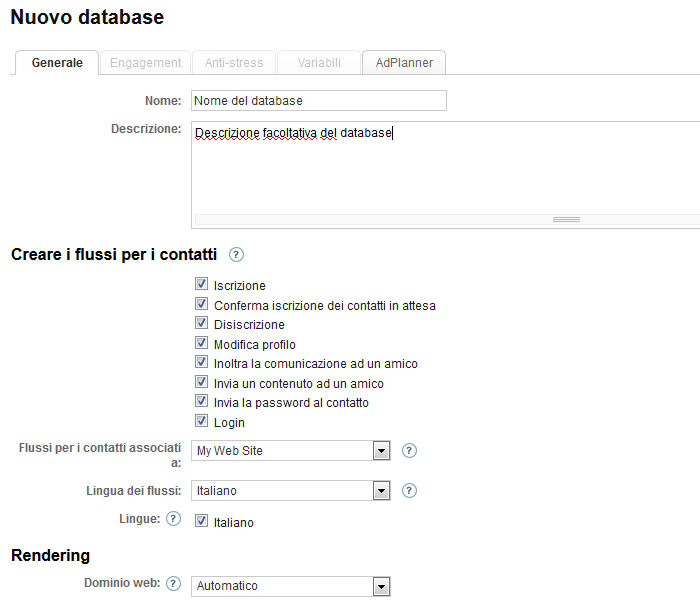 Nuovo database
Generale Engagement Anti-stress Variabili AdPlanner
Nome: Nome del database
Descrizione: Descrizione facoltativa del database
Creare i flussi per i contatti ?
Iscrizione
Conferma iscrizione dei contatti in attesa
Disiscrizione
Modifica profilo
Inoltra la comunicazione ad un amico
Invia un contenuto ad un amico
Invia la password al contatto
Login
Flussi per i contatti associati
a: My Web Site ?
Lingua dei flussi: Italiano ?
Lingue: ? Italiano
Rendering
Dominio web: ? Automatico